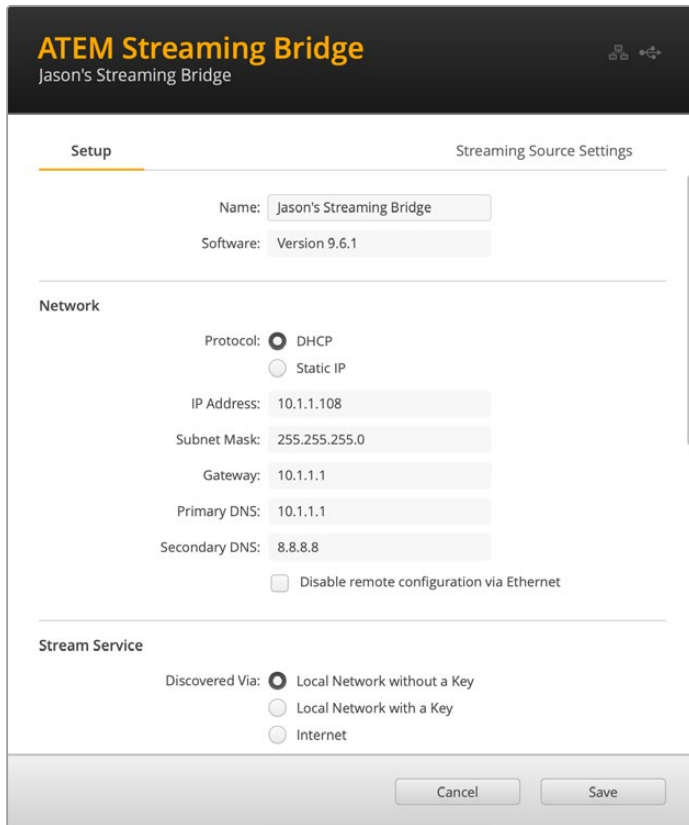 ATEM Streaming Bridge
Jason's Streaming Bridge
Setup Streaming Source Settings
Name: Jason's Streaming Bridge
Software: Version 9.6.1
Network
Protocol: DHCP
Static IP
IP Address: 10.1.1.108
Subnet Mask: 255.255.255.0
Gateway: 10.1.1.1
Primary DNS: 10.1.1.1
Secondary DNS: 8.8.8.8
Disable remote configuration via Ethernet
Stream Service
Discovered Via: Local Network without a Key
Local Network with a Key
Internet
Cancel Save